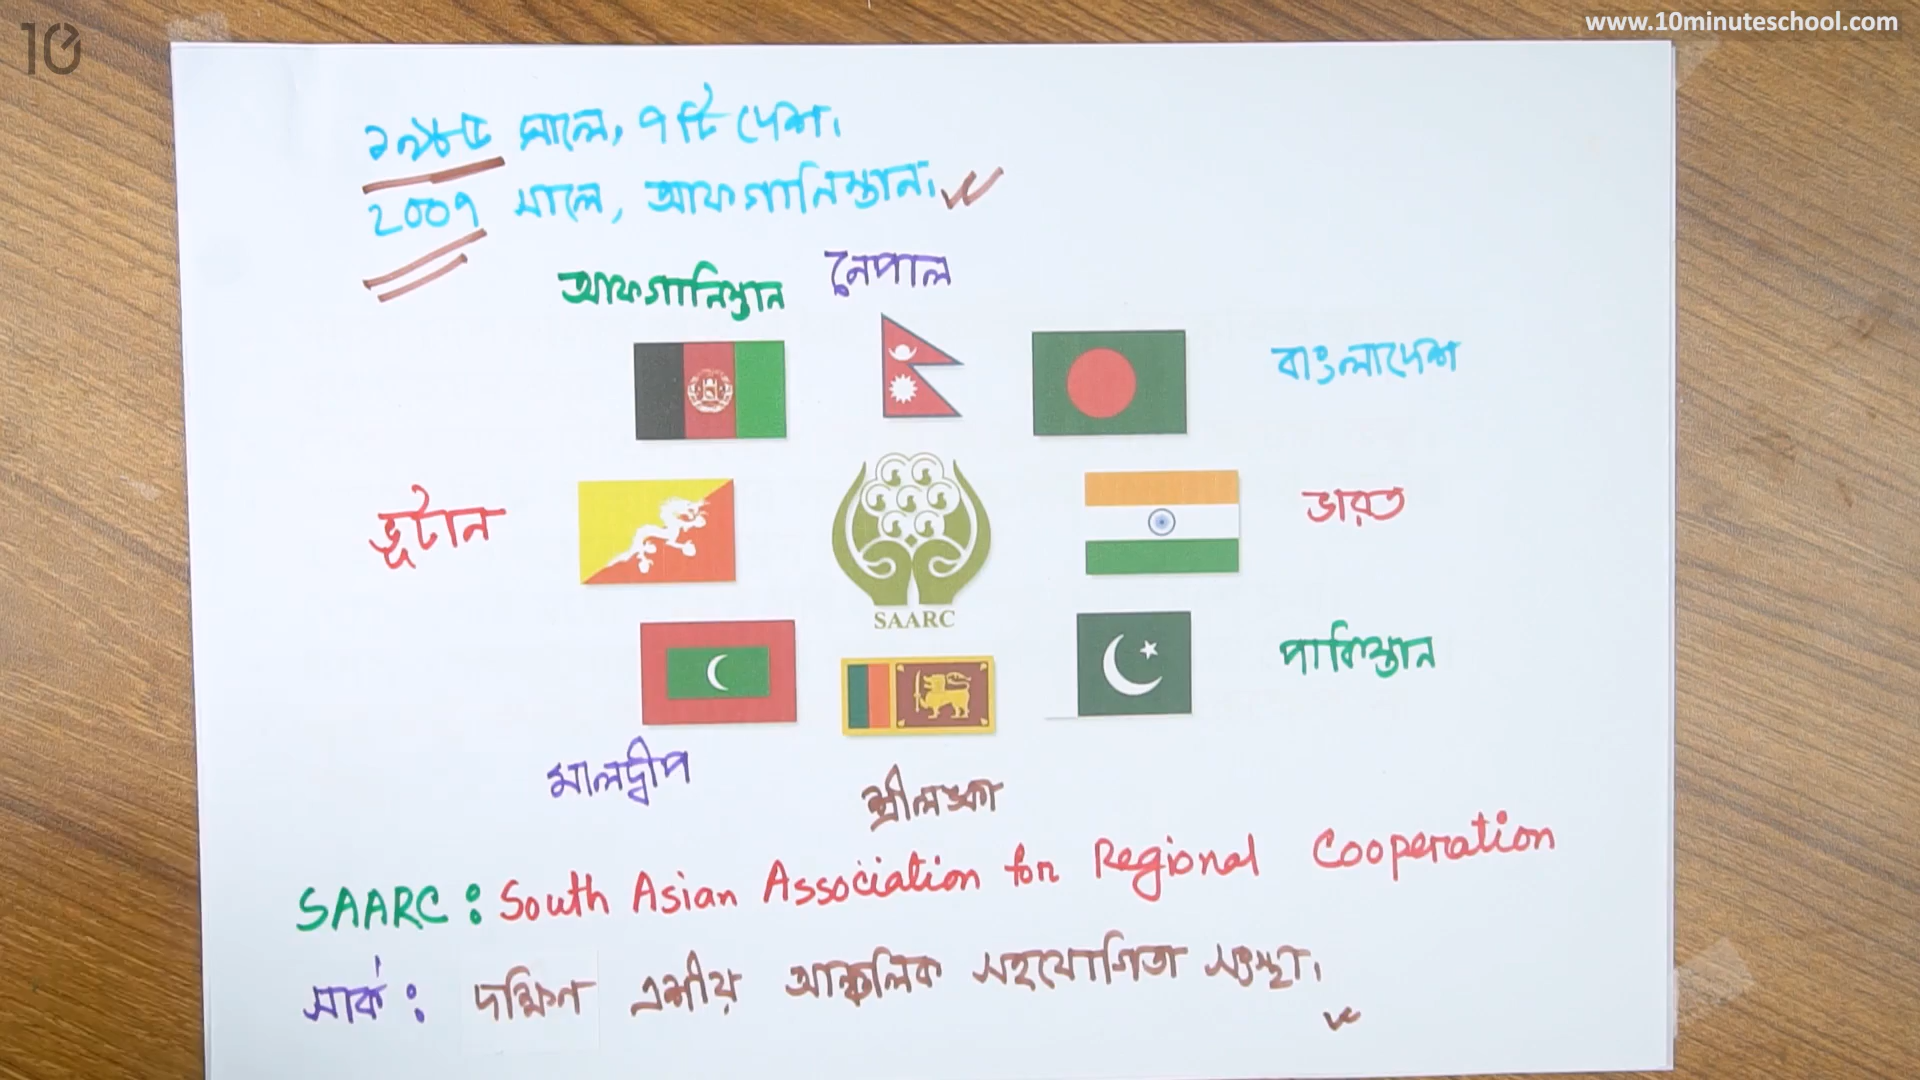 10
www.10minuteschool.com
১৯৮৫ সালে, ৭টি দেশ।
২০০৭ সালে, আফগানিস্তান।
আফগানিস্তান
নেপাল
বাংলাদেশ
ভূটান
ভারত
SAARC
পাকিস্তান
মালদ্বীপ
শ্রীলঙ্কা
SAARC : South Asian Association for Regional Cooperation
সার্ক : দক্ষিন এশীয় আঞ্চলিক সহযোগিতা সংস্থা।